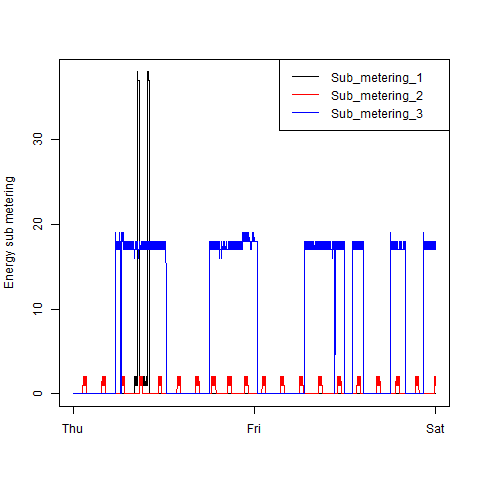 Sub_metering_1
Sub_metering_2
Sub_metering_3
Energy sub metering
30
20
10
0
Thu
Fri
Sat